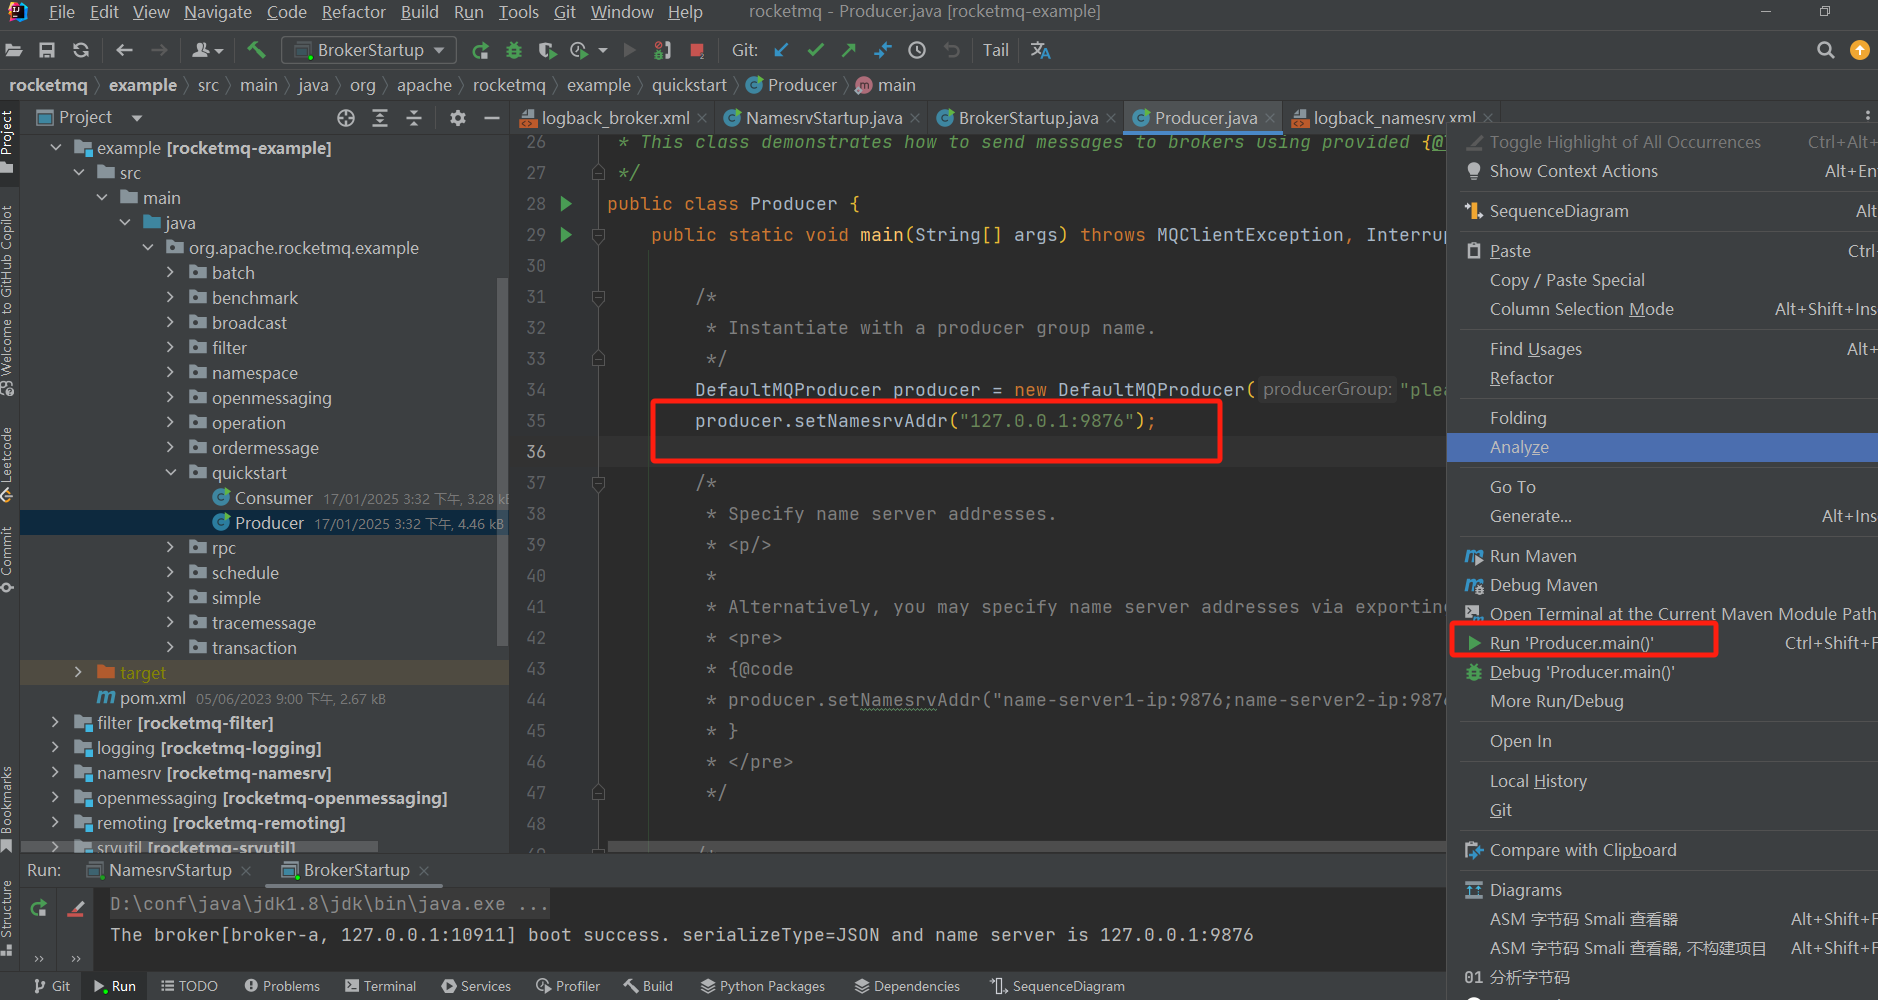 File Edit View Navigate Code Refactor Build Run Tools Git Window Help rocketmq - Producer.java [rocketmq-example]
BrokerStartup Git: Tail
rocketmq example src main java org apache rocketmq example quickstart Producer main
Project
logback_broker.xml NamesrvStartup.java BrokerStartup.java Producer.java logback_namesrv.xml
Project
Welcome to GitHub Copilot
Leetcode
Commit
Bookmarks
Structure
example [rocketmq-example]
src
main
java
org.apache.rocketmq.example
batch
benchmark
broadcast
filter
namespace
openmessaging
operation
ordermessage
quickstart
Consumer 17/01/2025 3:32 下午, 3.28 kB
Producer 17/01/2025 3:32 下午, 4.46 kB
rpc
schedule
simple
tracemessage
transaction
target
pom.xml 05/06/2023 9:00 下午, 2.67 kB
filter [rocketmq-filter]
logging [rocketmq-logging]
namesrv [rocketmq-namesrv]
openmessaging [rocketmq-openmessaging]
remoting [rocketmq-remoting]
srvutil [rocketmq-srvutil]
26 * This class demonstrates how to send messages to brokers using provided {@
27 */
28 public class Producer {
29 public static void main(String[] args) throws MQClientException, Interrup
30
31 /*
32 * Instantiate with a producer group name.
33 */
34 DefaultMQProducer producer = new DefaultMQProducer( producerGroup: "plea
35 producer.setNamesrvAddr("127.0.0.1:9876");
36
37 /*
38 * Specify name server addresses.
39 * <p/>
40 *
41 * Alternatively, you may specify name server addresses via exporting
42 * <pre>
43 * {@code
44 * producer.setNamesrvAddr("name-server1-ip:9876;name-server2-ip:9876
45 * }
46 * </pre>
47 */
48
49 /*
Toggle Highlight of All Occurrences Ctrl+Alt+
Show Context Actions Alt+En
SequenceDiagram Alt
Paste Ctrl
Copy / Paste Special
Column Selection Mode Alt+Shift+Ins
Find Usages Alt+
Refactor
Folding
Analyze
Go To
Generate... Alt+Ins
Run Maven
Debug Maven
Open Terminal at the Current Maven Module Path
Run 'Producer.main()' Ctrl+Shift+F
Debug 'Producer.main()'
More Run/Debug
Open In
Local History
Git
Compare with Clipboard
Diagrams
ASM 字节码 Smali 查看器 Alt+Shift+F
ASM 字节码 Smali 查看器, 不构建项目 Alt+Shift+F
01 分析字节码
Run: NamesrvStartup BrokerStartup
D:\conf\java\jdk1.8\jdk\bin\java.exe ...
The broker[broker-a, 127.0.0.1:10911] boot success. serializeType=JSON and name server is 127.0.0.1:9876
Git Run TODO Problems Terminal Services Profiler Build Python Packages Dependencies SequenceDiagram